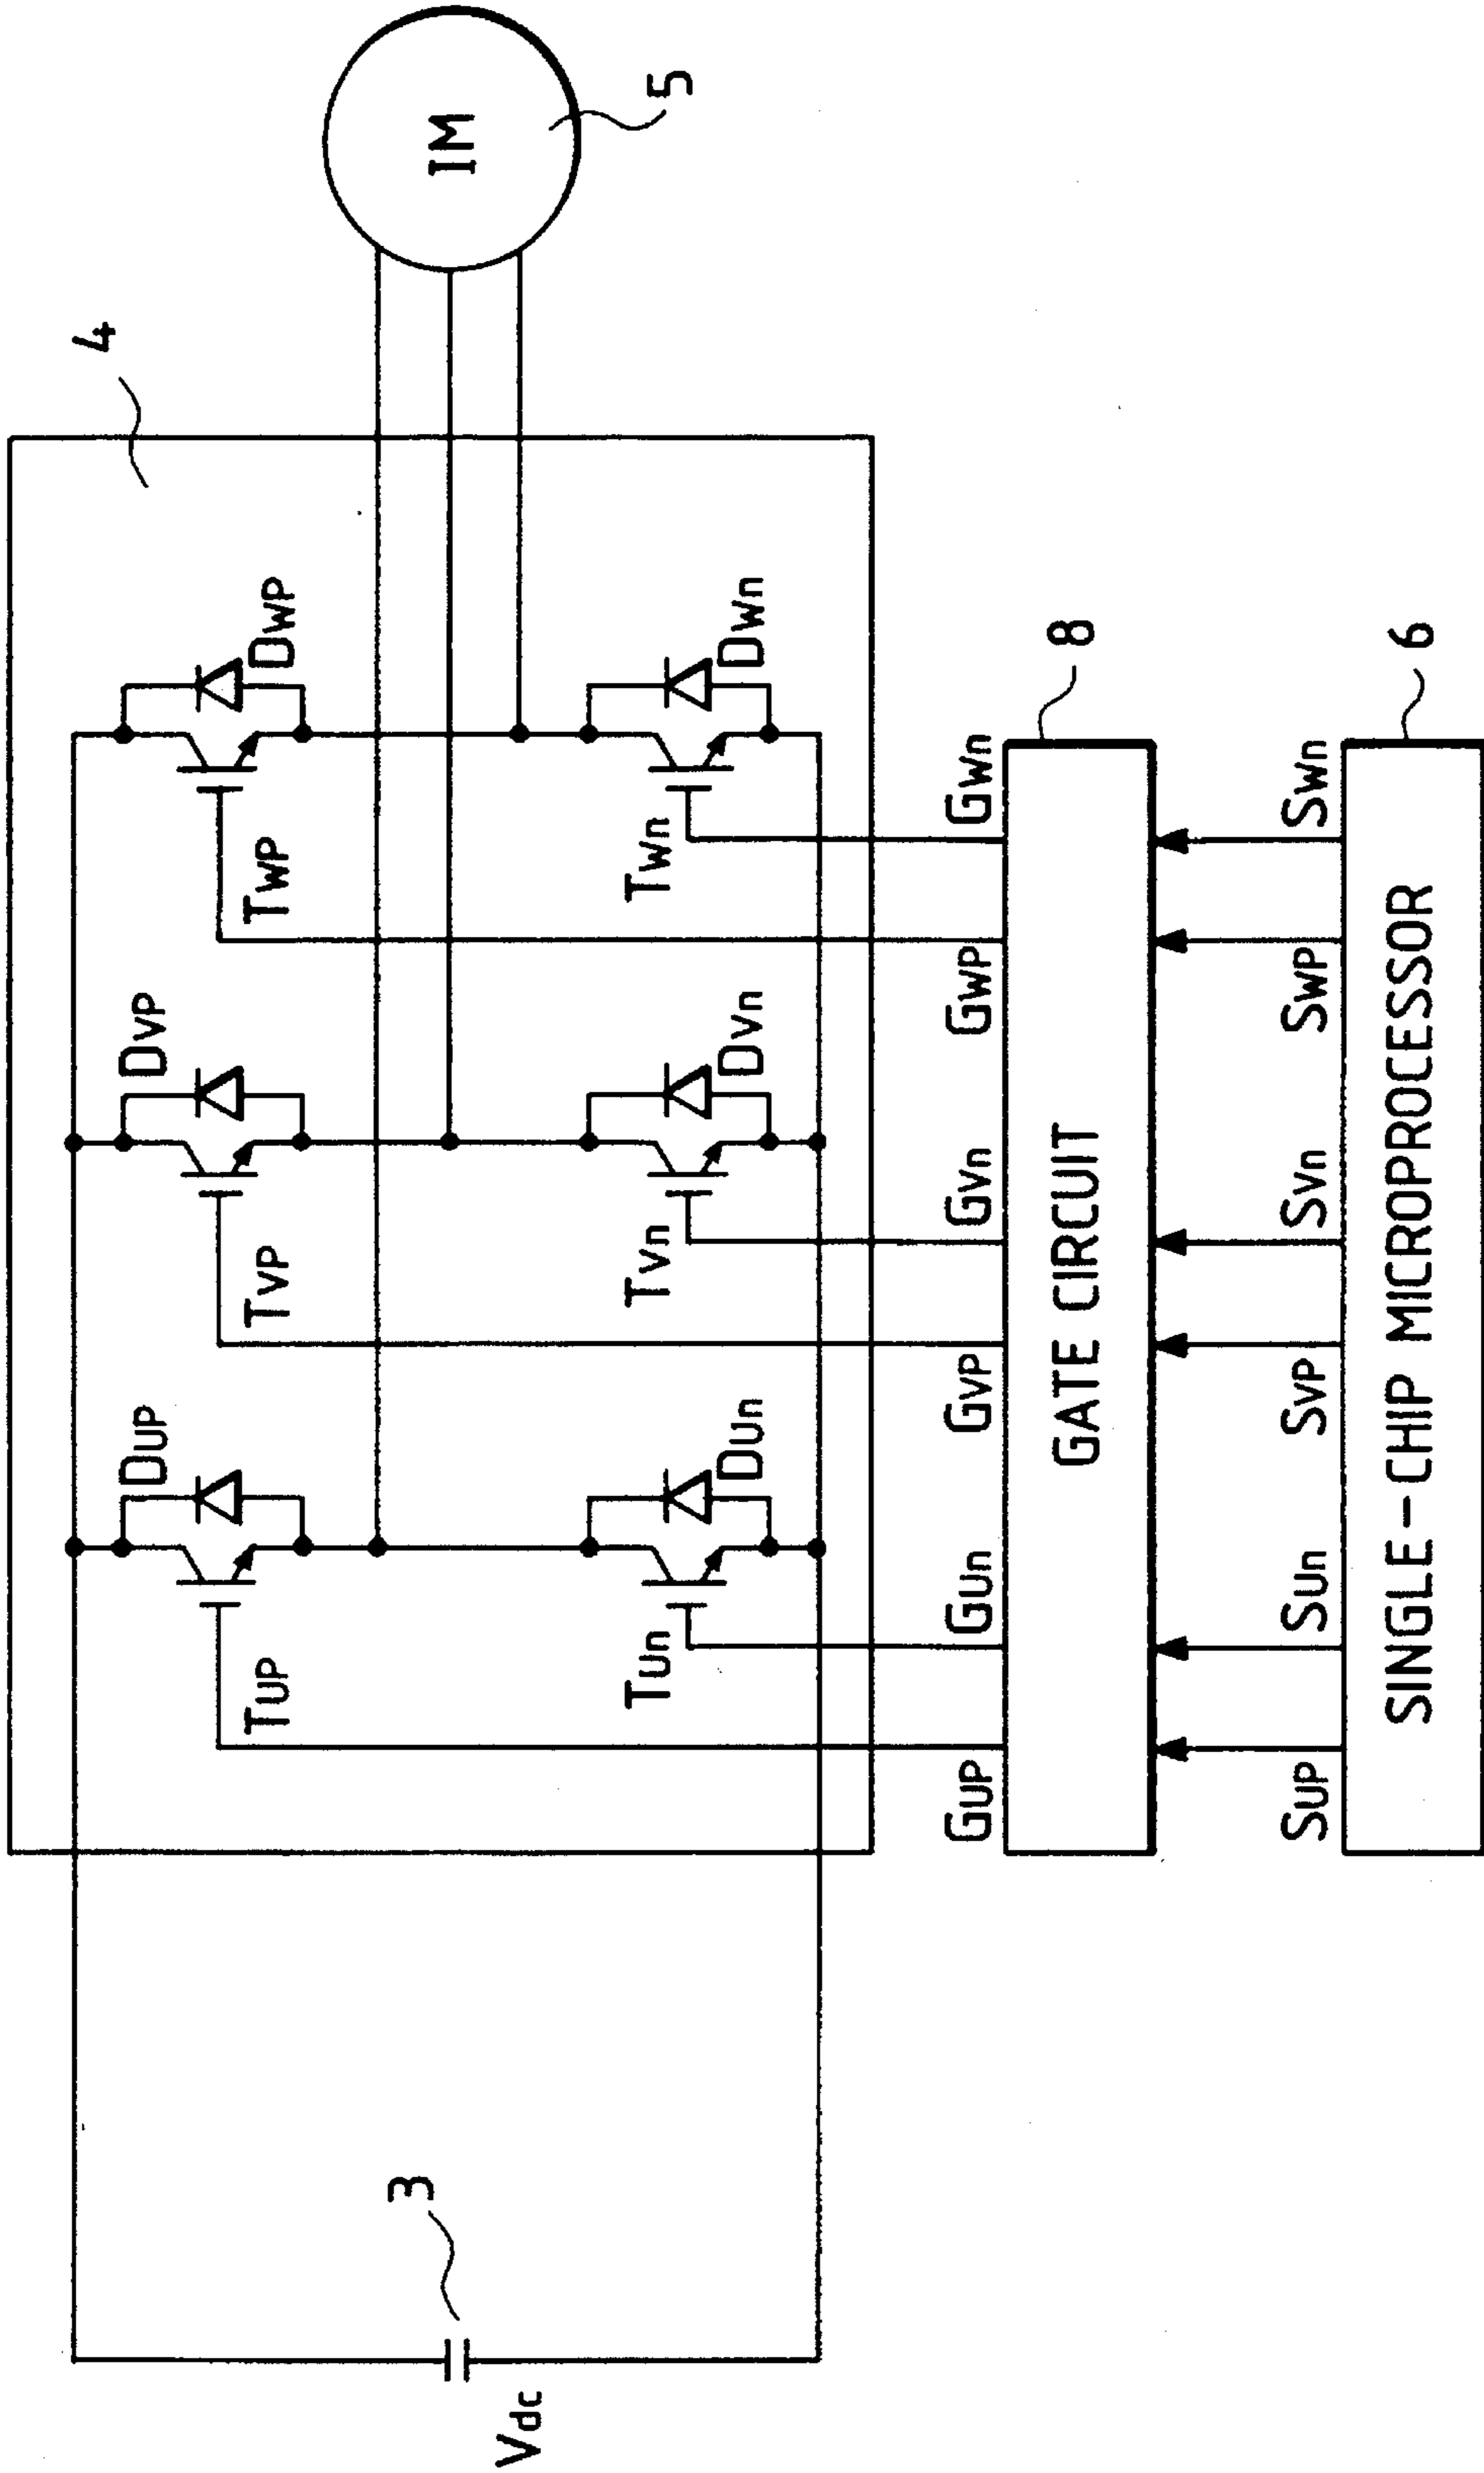 4
DUP
DVP
DWP
TUP
TVP
TWP
IM
5
3
Vdc
TUn
TVn
TWn
DUn
DVn
DWn
GUP
GUn
GVP
GVn
GWP
GWn
GATE CIRCUIT
8
SUP
SUn
SVP
SVn
SWP
SWn
SINGLE-CHIP MICROPROCESSOR
6